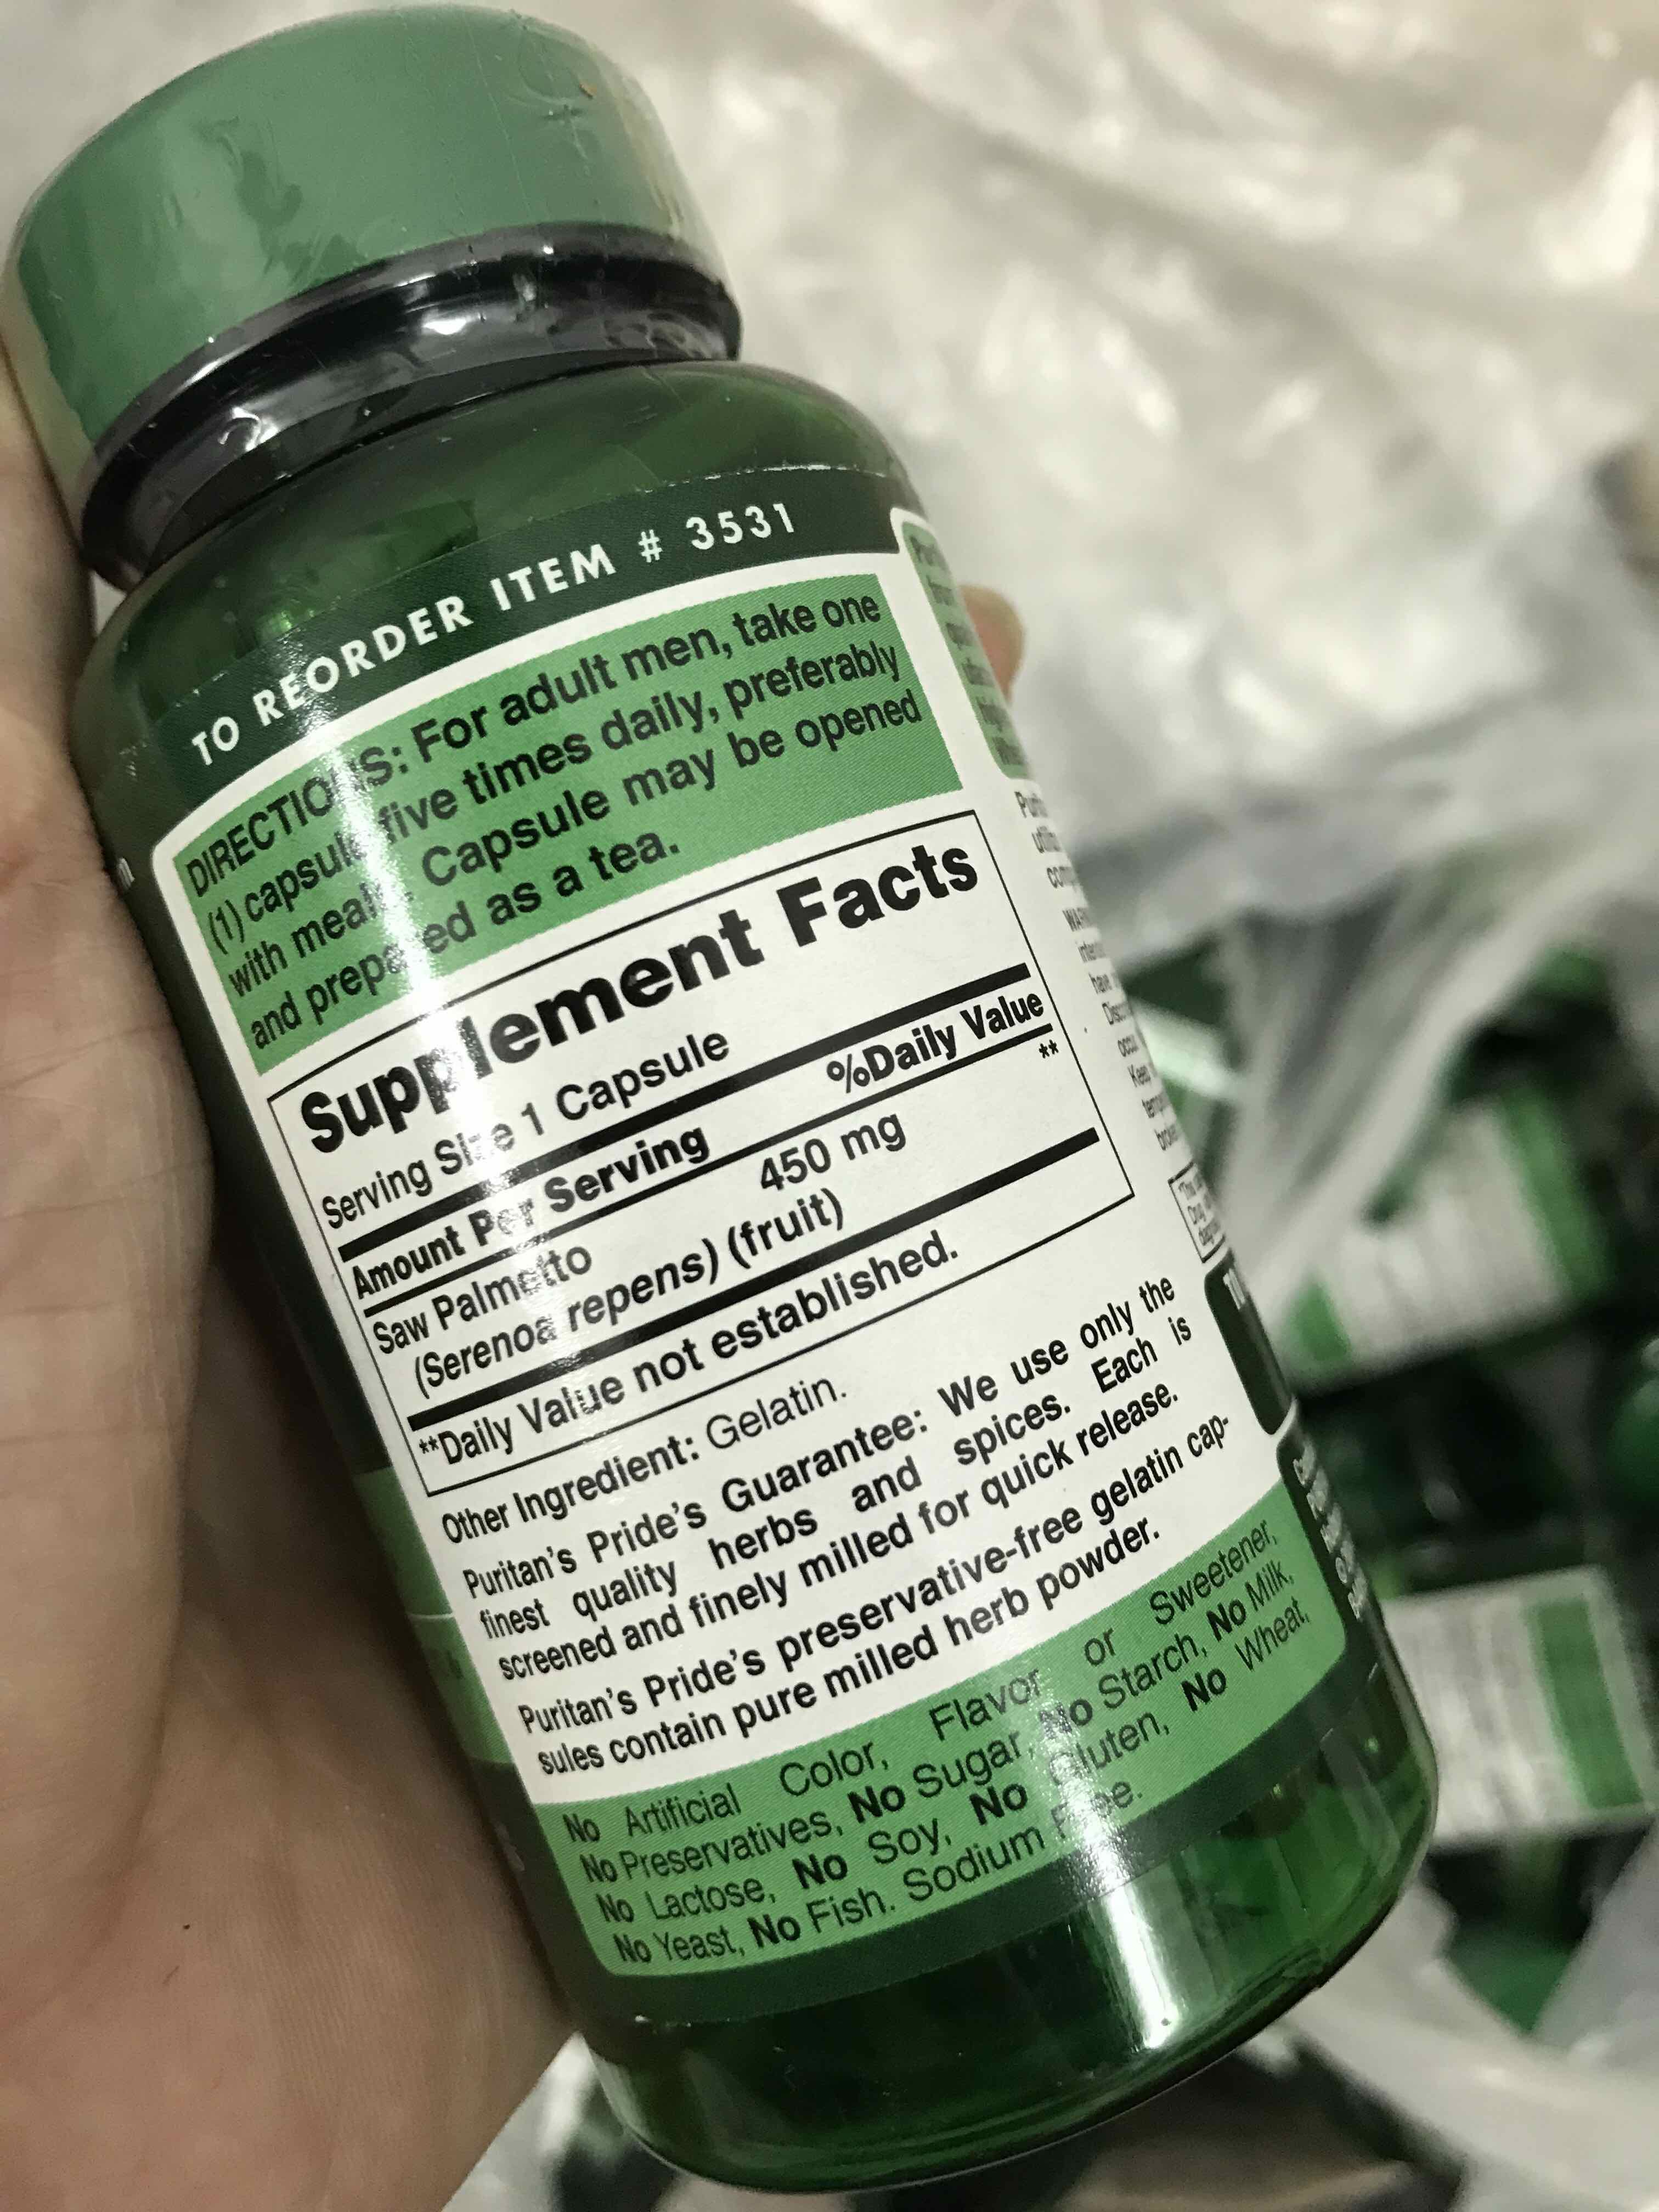 TO REORDER ITEM # 3531
DIRECTIONS: For adult men, take one
(1) capsule five times daily, preferably
with meals. Capsule may be opened
and prepared as a tea.
Supplement Facts
Serving Size 1 Capsule
Amount Per Serving %Daily Value
Saw Palmetto 450 mg **
(Serenoa repens) (fruit)
**Daily Value not established.
Other Ingredient: Gelatin.
Puritan's Pride's Guarantee: We use only the
finest quality herbs and spices. Each is
screened and finely milled for quick release.
Puritan's Pride's preservative-free gelatin cap-
sules contain pure milled herb powder.
No Artificial Color, Flavor or Sweetener,
No Preservatives, No Sugar, No Starch, No Milk,
No Lactose, No Soy, No Gluten, No Wheat,
No Yeast, No Fish. Sodium Free.